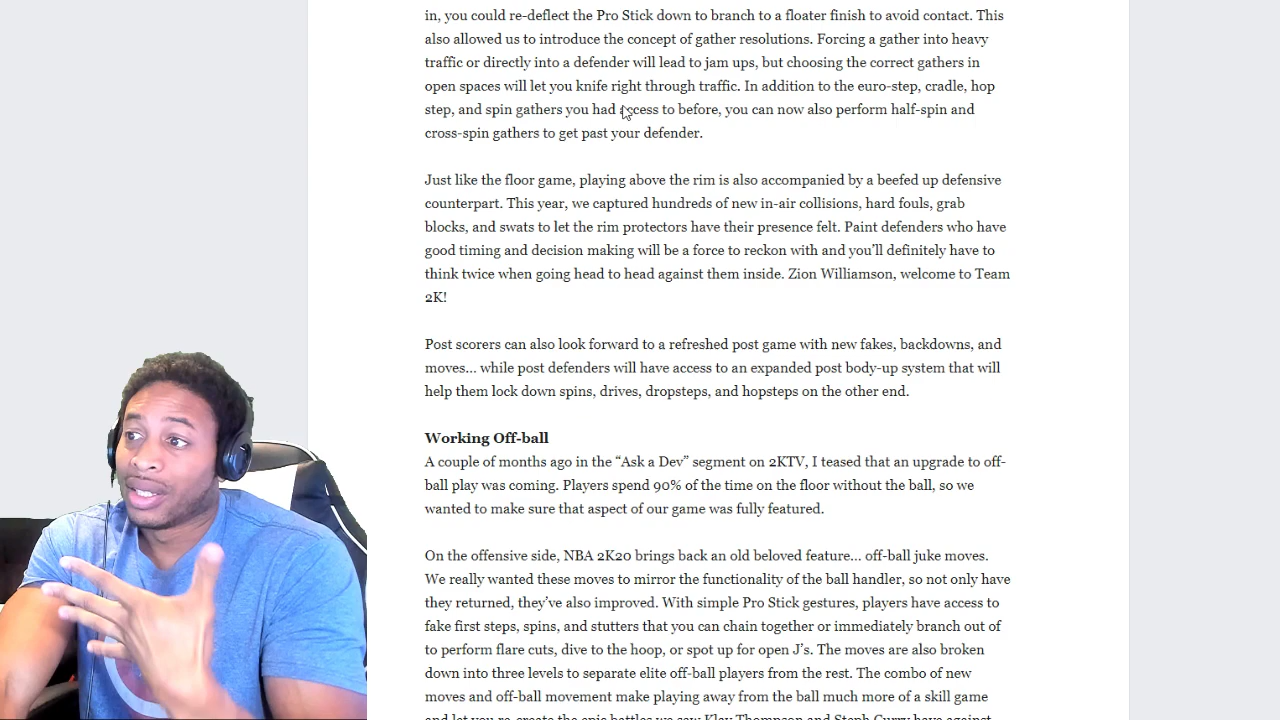 in, you could re-deflect the Pro Stick down to branch to a floater finish to avoid contact. This
also allowed us to introduce the concept of gather resolutions. Forcing a gather into heavy
traffic or directly into a defender will lead to jam ups, but choosing the correct gathers in
open spaces will let you knife right through traffic. In addition to the euro-step, cradle, hop
step, and spin gathers you had access to before, you can now also perform half-spin and
cross-spin gathers to get past your defender.
Just like the floor game, playing above the rim is also accompanied by a beefed up defensive
counterpart. This year, we captured hundreds of new in-air collisions, hard fouls, grab
blocks, and swats to let the rim protectors have their presence felt. Paint defenders who have
good timing and decision making will be a force to reckon with and you'll definitely have to
think twice when going head to head against them inside. Zion Williamson, welcome to Team
2K!
Post scorers can also look forward to a refreshed post game with new fakes, backdowns, and
moves... while post defenders will have access to an expanded post body-up system that will
help them lock down spins, drives, dropsteps, and hopsteps on the other end.
Working Off-ball
A couple of months ago in the “Ask a Dev” segment on 2KTV, I teased that an upgrade to off-
ball play was coming. Players spend 90% of the time on the floor without the ball, so we
wanted to make sure that aspect of our game was fully featured.
On the offensive side, NBA 2K20 brings back an old beloved feature... off-ball juke moves.
We really wanted these moves to mirror the functionality of the ball handler, so not only have
they returned, they've also improved. With simple Pro Stick gestures, players have access to
fake first steps, spins, and stutters that you can chain together or immediately branch out of
to perform flare cuts, dive to the hoop, or spot up for open J's. The moves are also broken
down into three levels to separate elite off-ball players from the rest. The combo of new
moves and off-ball movement make playing away from the ball much more of a skill game
and let you re-create the epic battles we saw Klay Thompson and Steph Curry have against